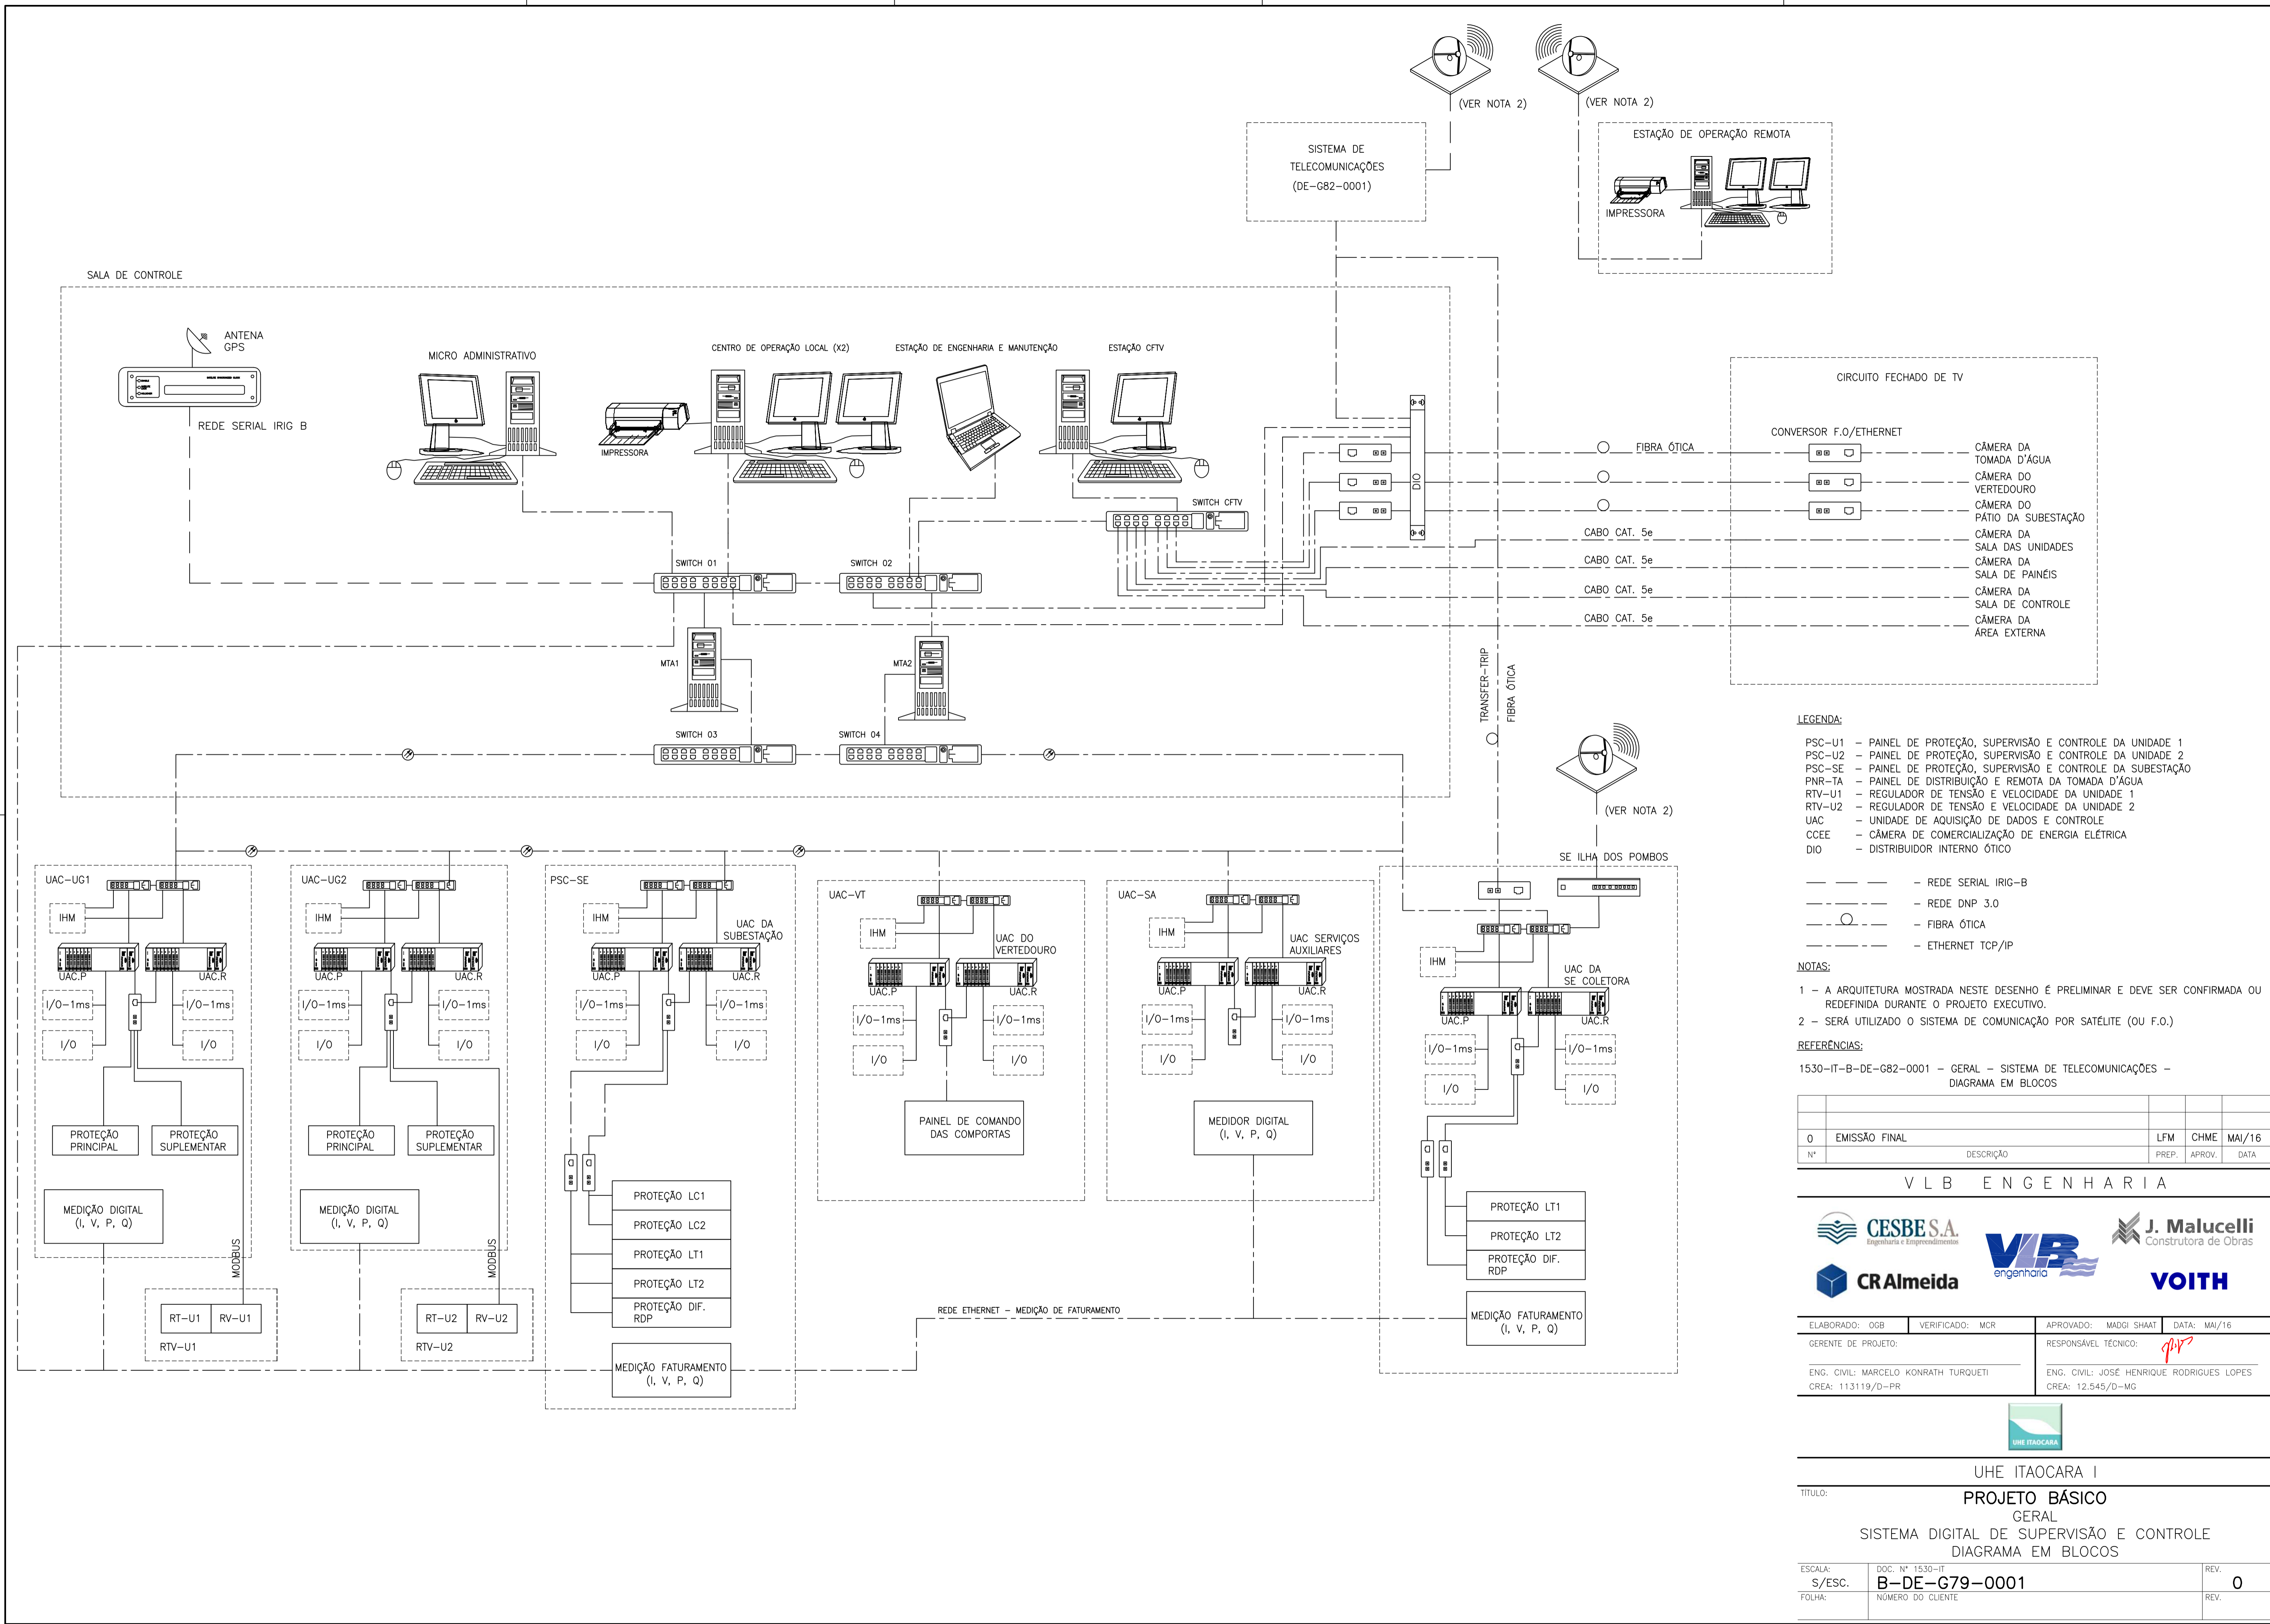 (VER NOTA 2)
(VER NOTA 2)
SISTEMA DE
TELECOMUNICAÇÕES
(DE-G82-0001)
ESTAÇÃO DE OPERAÇÃO REMOTA
IMPRESSORA
SALA DE CONTROLE
ANTENA
GPS
REDE SERIAL IRIG B
MICRO ADMINISTRATIVO
CENTRO DE OPERAÇÃO LOCAL (X2)
IMPRESSORA
ESTAÇÃO DE ENGENHARIA E MANUTENÇÃO
ESTAÇÃO CFTV
SWITCH CFTV
DIO
SWITCH 01
SWITCH 02
MTA1
MTA2
SWITCH 03
SWITCH 04
CIRCUITO FECHADO DE TV
CONVERSOR F.O/ETHERNET
FIBRA ÓTICA
CÂMERA DA
TOMADA D'ÁGUA
CÂMERA DO
VERTEDOURO
CÂMERA DO
PÁTIO DA SUBESTAÇÃO
CABO CAT. 5e
CÂMERA DA
SALA DAS UNIDADES
CABO CAT. 5e
CÂMERA DA
SALA DE PAINÉIS
CABO CAT. 5e
CÂMERA DA
SALA DE CONTROLE
CABO CAT. 5e
CÂMERA DA
ÁREA EXTERNA
TRANSFER-TRIP
FIBRA ÓTICA
(VER NOTA 2)
SE ILHA DOS POMBOS
UAC-UG1
IHM
UAC.P
UAC.R
I/O-1ms
I/O-1ms
I/O
I/O
PROTEÇÃO
PRINCIPAL
PROTEÇÃO
SUPLEMENTAR
MEDIÇÃO DIGITAL
(I, V, P, Q)
MODBUS
RT-U1
RV-U1
RTV-U1
UAC-UG2
IHM
UAC.P
UAC.R
I/O-1ms
I/O-1ms
I/O
I/O
PROTEÇÃO
PRINCIPAL
PROTEÇÃO
SUPLEMENTAR
MEDIÇÃO DIGITAL
(I, V, P, Q)
MODBUS
RT-U2
RV-U2
RTV-U2
PSC-SE
IHM
UAC DA
SUBESTAÇÃO
UAC.P
UAC.R
I/O-1ms
I/O-1ms
I/O
I/O
PROTEÇÃO LC1
PROTEÇÃO LC2
PROTEÇÃO LT1
PROTEÇÃO LT2
PROTEÇÃO DIF.
RDP
MEDIÇÃO FATURAMENTO
(I, V, P, Q)
UAC-VT
IHM
UAC DO
VERTEDOURO
UAC.P
UAC.R
I/O-1ms
I/O-1ms
I/O
I/O
PAINEL DE COMANDO
DAS COMPORTAS
UAC-SA
IHM
UAC SERVIÇOS
AUXILIARES
UAC.P
UAC.R
I/O-1ms
I/O-1ms
I/O
I/O
MEDIDOR DIGITAL
(I, V, P, Q)
REDE ETHERNET - MEDIÇÃO DE FATURAMENTO
IHM
UAC DA
SE COLETORA
UAC.P
UAC.R
I/O-1ms
I/O-1ms
I/O
I/O
PROTEÇÃO LT1
PROTEÇÃO LT2
PROTEÇÃO DIF.
RDP
MEDIÇÃO FATURAMENTO
(I, V, P, Q)
LEGENDA:
PSC-U1 - PAINEL DE PROTEÇÃO, SUPERVISÃO E CONTROLE DA UNIDADE 1
PSC-U2 - PAINEL DE PROTEÇÃO, SUPERVISÃO E CONTROLE DA UNIDADE 2
PSC-SE - PAINEL DE PROTEÇÃO, SUPERVISÃO E CONTROLE DA SUBESTAÇÃO
PNR-TA - PAINEL DE DISTRIBUIÇÃO E REMOTA DA TOMADA D'ÁGUA
RTV-U1 - REGULADOR DE TENSÃO E VELOCIDADE DA UNIDADE 1
RTV-U2 - REGULADOR DE TENSÃO E VELOCIDADE DA UNIDADE 2
UAC - UNIDADE DE AQUISIÇÃO DE DADOS E CONTROLE
CCEE - CÂMERA DE COMERCIALIZAÇÃO DE ENERGIA ELÉTRICA
DIO - DISTRIBUIDOR INTERNO ÓTICO
- REDE SERIAL IRIG-B
- REDE DNP 3.0
- FIBRA ÓTICA
- ETHERNET TCP/IP
NOTAS:
1 - A ARQUITETURA MOSTRADA NESTE DESENHO É PRELIMINAR E DEVE SER CONFIRMADA OU
REDEFINIDA DURANTE O PROJETO EXECUTIVO.
2 - SERÁ UTILIZADO O SISTEMA DE COMUNICAÇÃO POR SATÉLITE (OU F.O.)
REFERÊNCIAS:
1530-IT-B-DE-G82-0001 - GERAL - SISTEMA DE TELECOMUNICAÇÕES -
DIAGRAMA EM BLOCOS
0 EMISSÃO FINAL LFM CHME MAI/16
N° DESCRIÇÃO PREP. APROV. DATA
VLB ENGENHARIA
CESBE S.A.
Engenharia e Empreendimentos
VLB
engenharia
J. Malucelli
Construtora de Obras
CR Almeida
VOITH
ELABORADO: OGB VERIFICADO: MCR APROVADO: MADGI SHAAT DATA: MAI/16
GERENTE DE PROJETO:
ENG. CIVIL: MARCELO KONRATH TURQUETI
CREA: 113119/D-PR
RESPONSÁVEL TÉCNICO:
ENG. CIVIL: JOSÉ HENRIQUE RODRIGUES LOPES
CREA: 12.545/D-MG
UHE ITAOCARA
UHE ITAOCARA I
TÍTULO:
PROJETO BÁSICO
GERAL
SISTEMA DIGITAL DE SUPERVISÃO E CONTROLE
DIAGRAMA EM BLOCOS
ESCALA:
S/ESC.
DOC. N° 1530-IT
B-DE-G79-0001
REV.
0
FOLHA:
NÚMERO DO CLIENTE
REV.